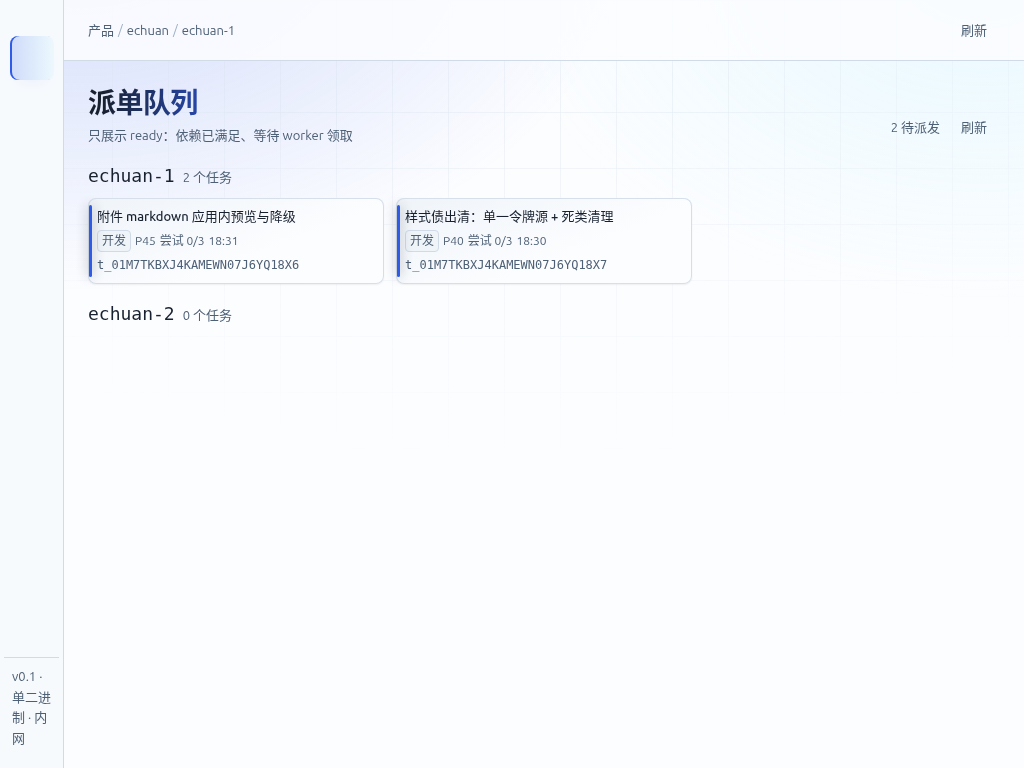 产品 / echuan / echuan-1
刷新
派单队列
只展示 ready：依赖已满足、等待 worker 领取
2 待派发
刷新
echuan-1 2 个任务
附件 markdown 应用内预览与降级
开发 P45 尝试 0/3 18:31
t_01M7TKBXJ4KAMEWN07J6YQ18X6
样式债出清：单一令牌源 + 死类清理
开发 P40 尝试 0/3 18:30
t_01M7TKBXJ4KAMEWN07J6YQ18X7
echuan-2 0 个任务
v0.1 ·
单二进
制 · 内
网